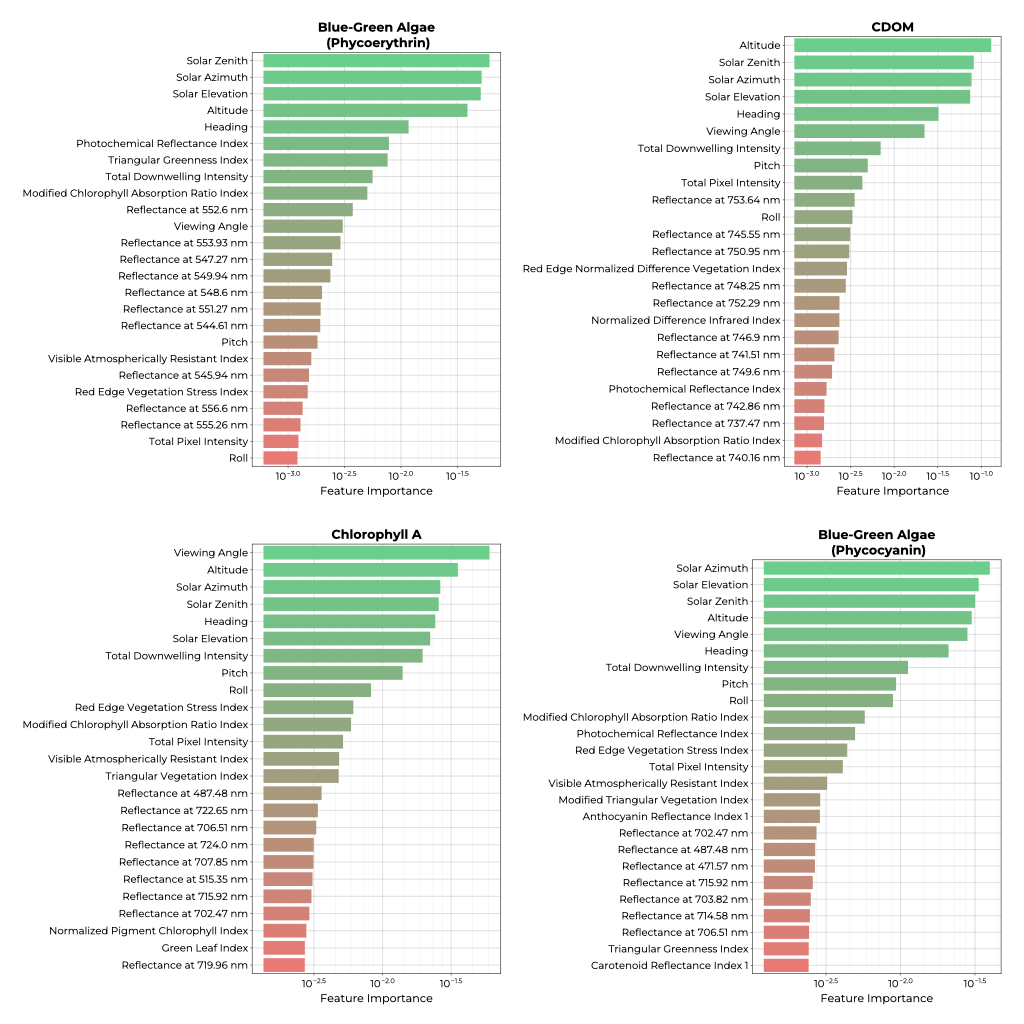 Blue-Green Algae
(Phycoerythrin)
Solar Zenith
Solar Azimuth
Solar Elevation
Altitude
Heading
Photochemical Reflectance Index
Triangular Greenness Index
Total Downwelling Intensity
Modified Chlorophyll Absorption Ratio Index
Reflectance at 552.6 nm
Viewing Angle
Reflectance at 553.93 nm
Reflectance at 547.27 nm
Reflectance at 549.94 nm
Reflectance at 548.6 nm
Reflectance at 551.27 nm
Reflectance at 544.61 nm
Pitch
Visible Atmospherically Resistant Index
Reflectance at 545.94 nm
Red Edge Vegetation Stress Index
Reflectance at 556.6 nm
Reflectance at 555.26 nm
Total Pixel Intensity
Roll
10⁻³·⁰ 10⁻²·⁵ 10⁻²·⁰ 10⁻¹·⁵
Feature Importance
CDOM
Altitude
Solar Zenith
Solar Azimuth
Solar Elevation
Heading
Viewing Angle
Total Downwelling Intensity
Pitch
Total Pixel Intensity
Reflectance at 753.64 nm
Roll
Reflectance at 745.55 nm
Reflectance at 750.95 nm
Red Edge Normalized Difference Vegetation Index
Reflectance at 748.25 nm
Reflectance at 752.29 nm
Normalized Difference Infrared Index
Reflectance at 746.9 nm
Reflectance at 741.51 nm
Reflectance at 749.6 nm
Photochemical Reflectance Index
Reflectance at 742.86 nm
Reflectance at 737.47 nm
Modified Chlorophyll Absorption Ratio Index
Reflectance at 740.16 nm
10⁻³·⁰ 10⁻²·⁵ 10⁻²·⁰ 10⁻¹·⁵ 10⁻¹·⁰
Feature Importance
Chlorophyll A
Viewing Angle
Altitude
Solar Azimuth
Solar Zenith
Heading
Solar Elevation
Total Downwelling Intensity
Pitch
Roll
Red Edge Vegetation Stress Index
Modified Chlorophyll Absorption Ratio Index
Total Pixel Intensity
Visible Atmospherically Resistant Index
Triangular Vegetation Index
Reflectance at 487.48 nm
Reflectance at 722.65 nm
Reflectance at 706.51 nm
Reflectance at 724.0 nm
Reflectance at 707.85 nm
Reflectance at 515.35 nm
Reflectance at 715.92 nm
Reflectance at 702.47 nm
Normalized Pigment Chlorophyll Index
Green Leaf Index
Reflectance at 719.96 nm
10⁻²·⁵ 10⁻²·⁰ 10⁻¹·⁵
Feature Importance
Blue-Green Algae
(Phycocyanin)
Solar Azimuth
Solar Elevation
Solar Zenith
Altitude
Viewing Angle
Heading
Total Downwelling Intensity
Pitch
Roll
Modified Chlorophyll Absorption Ratio Index
Photochemical Reflectance Index
Red Edge Vegetation Stress Index
Total Pixel Intensity
Visible Atmospherically Resistant Index
Modified Triangular Vegetation Index
Anthocyanin Reflectance Index 1
Reflectance at 702.47 nm
Reflectance at 487.48 nm
Reflectance at 471.57 nm
Reflectance at 715.92 nm
Reflectance at 703.82 nm
Reflectance at 714.58 nm
Reflectance at 706.51 nm
Triangular Greenness Index
Carotenoid Reflectance Index 1
10⁻²·⁵ 10⁻²·⁰ 10⁻¹·⁵
Feature Importance